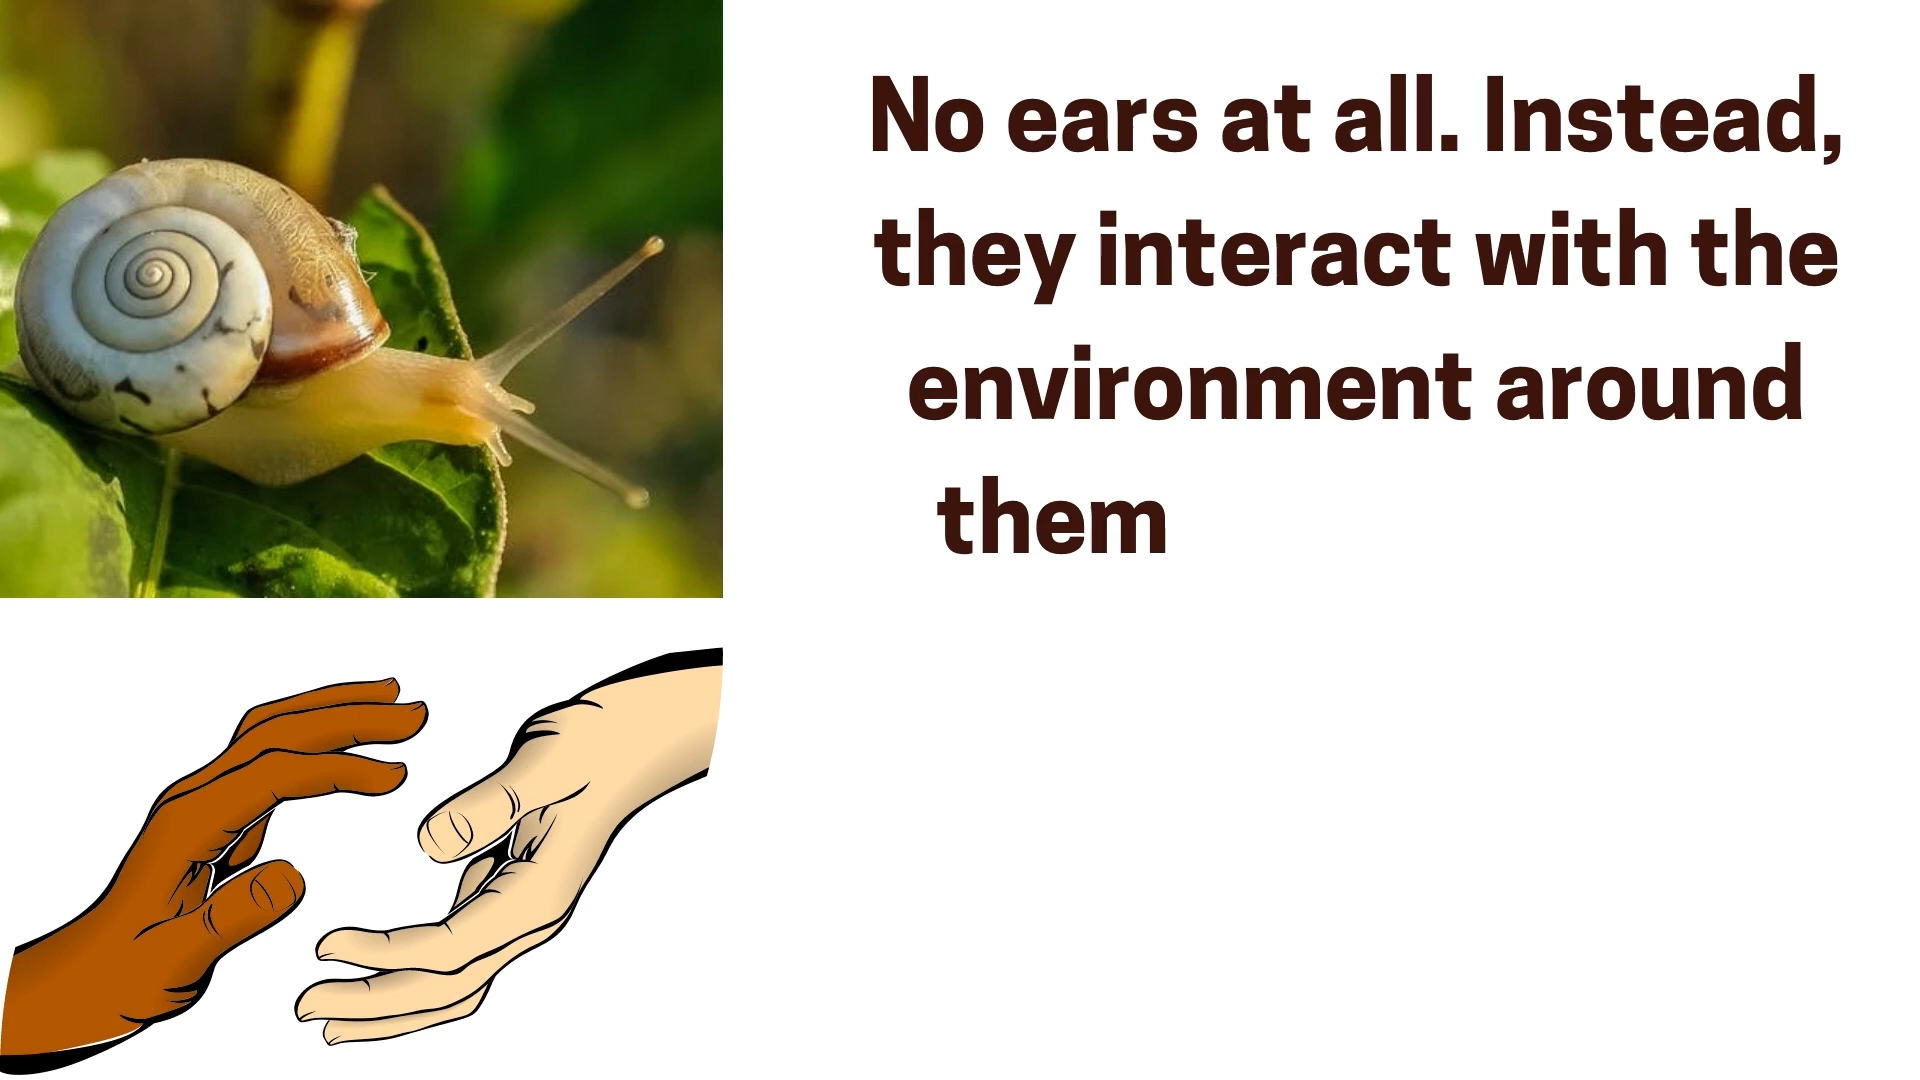 No ears at all. Instead,
they interact with the
environment around
them